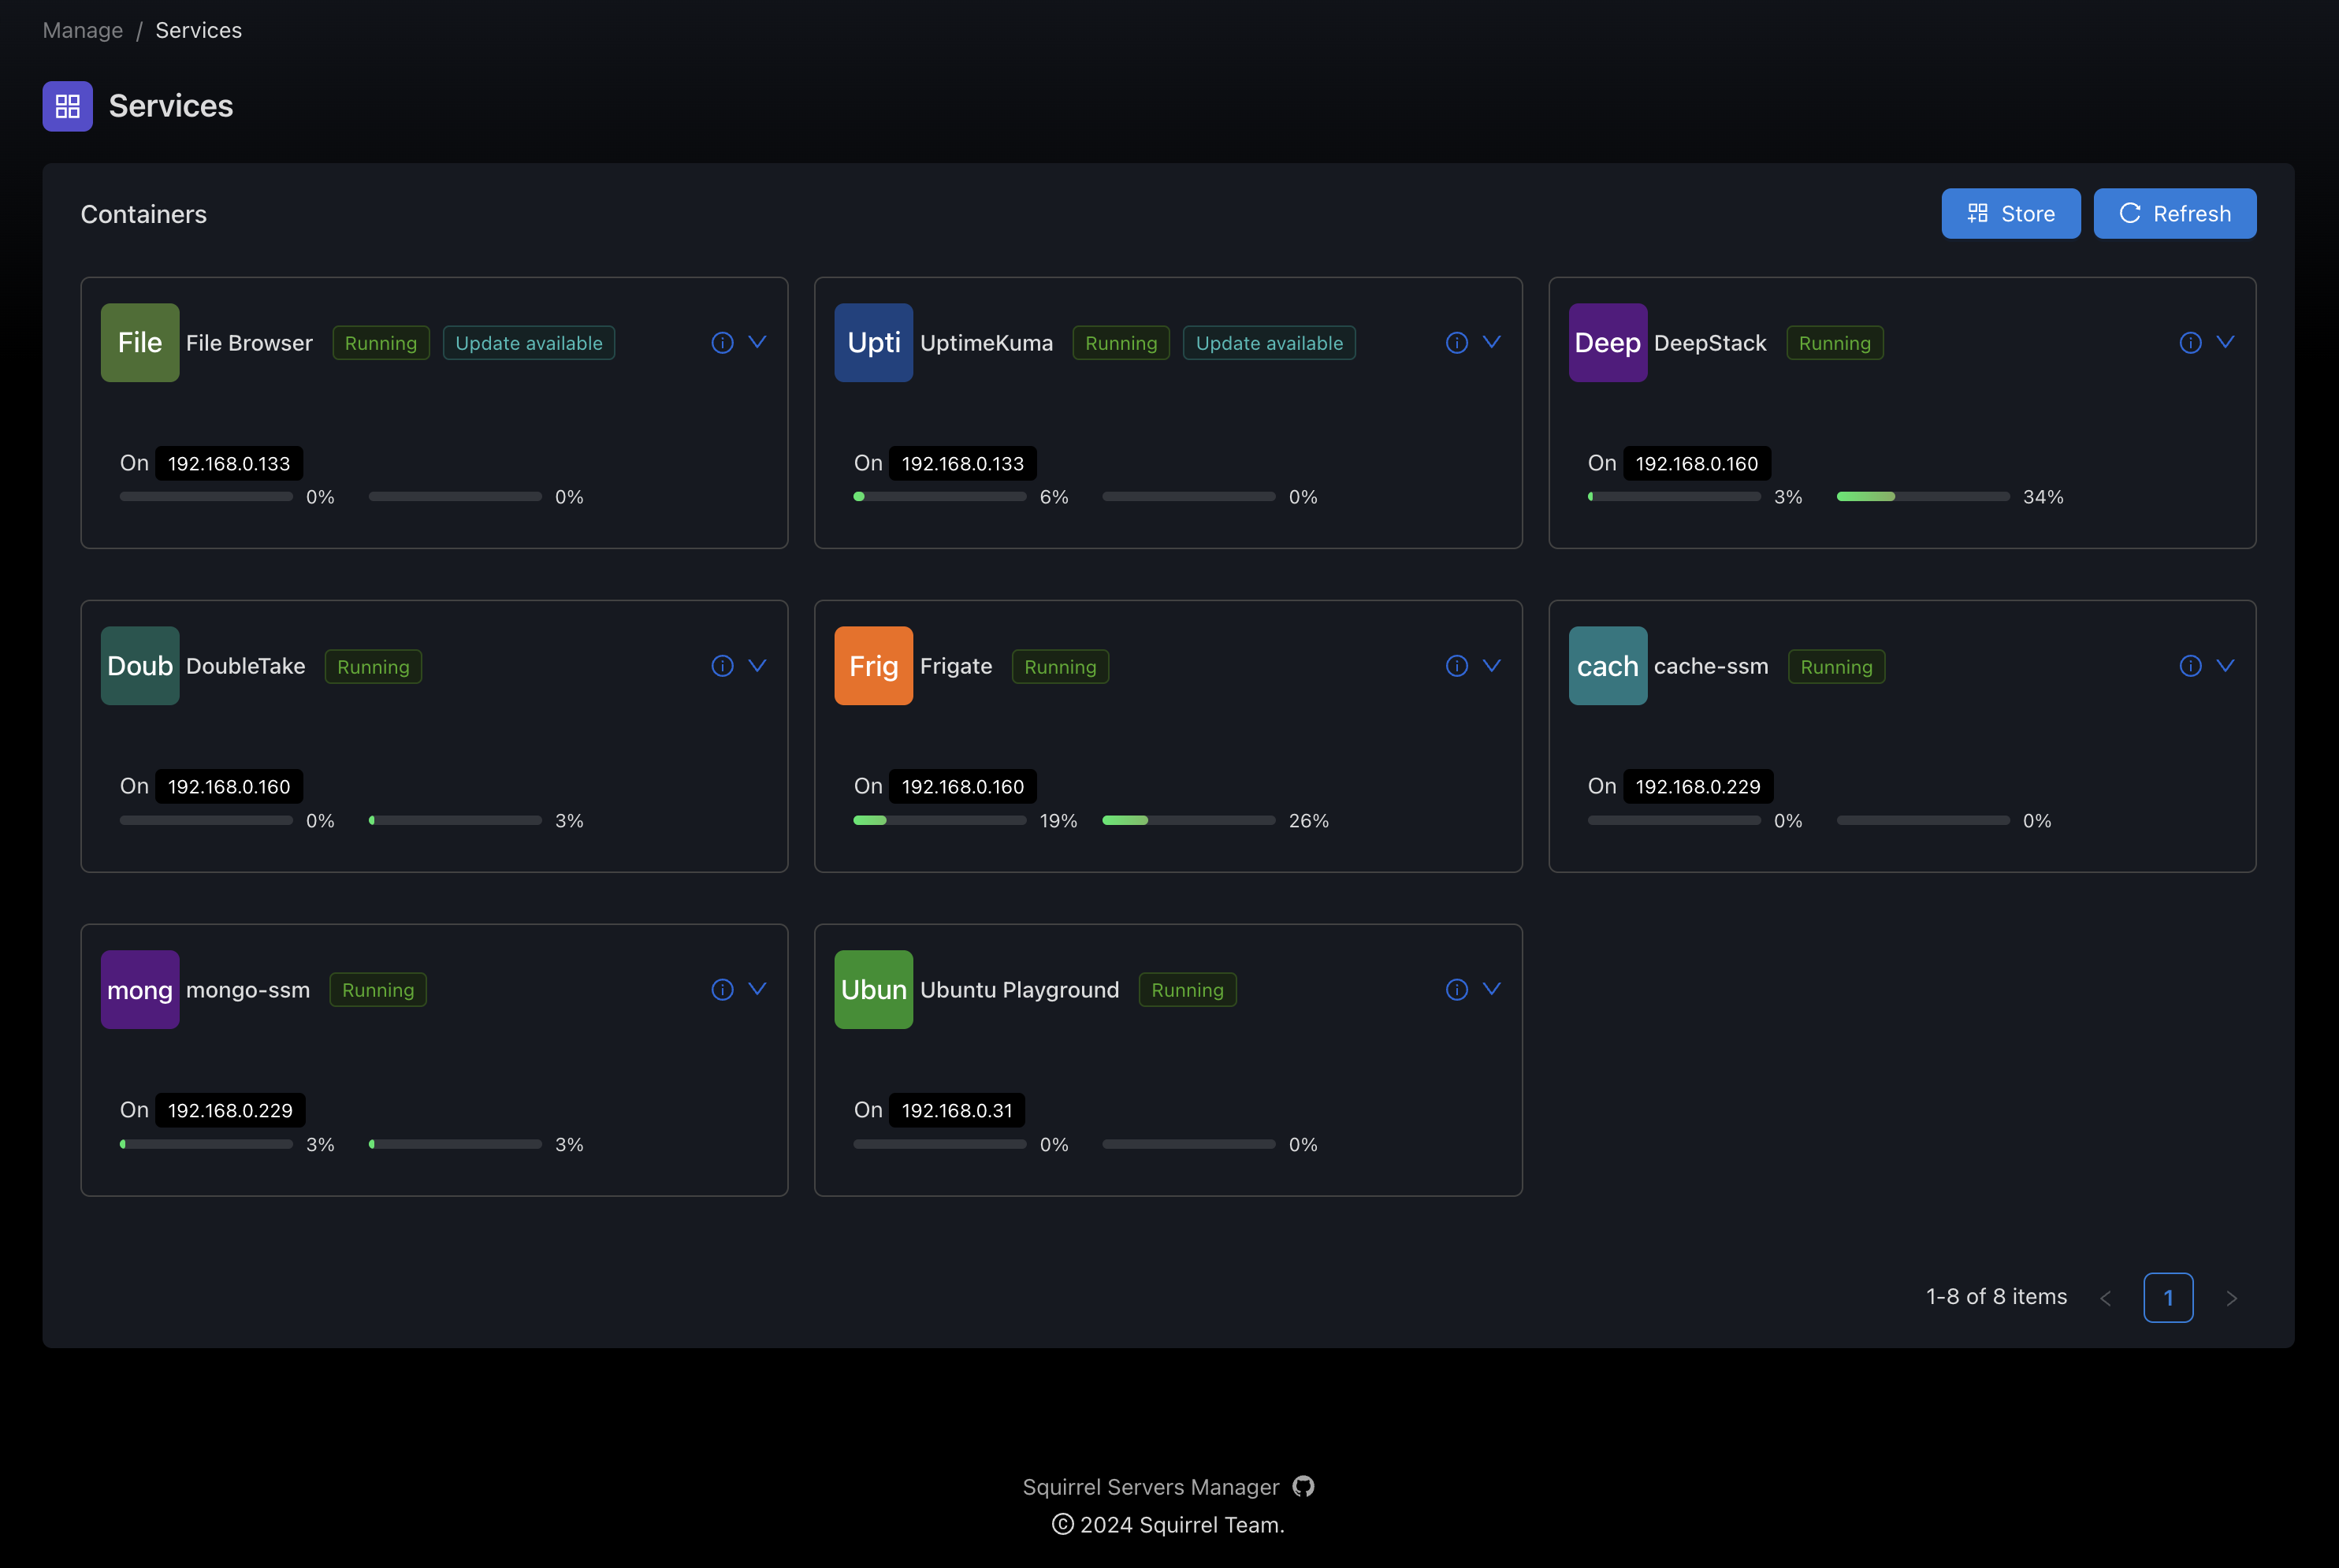 Manage / Services
Services
Containers
Store
Refresh
File File Browser Running Update available
Upti UptimeKuma Running Update available
Deep DeepStack Running
On 192.168.0.133
0% 0%
On 192.168.0.133
6% 0%
On 192.168.0.160
3% 34%
Doub DoubleTake Running
Frig Frigate Running
cach cache-ssm Running
On 192.168.0.160
0% 3%
On 192.168.0.160
19% 26%
On 192.168.0.229
0% 0%
mong mongo-ssm Running
Ubun Ubuntu Playground Running
On 192.168.0.229
3% 3%
On 192.168.0.31
0% 0%
1-8 of 8 items < 1 >
Squirrel Servers Manager
© 2024 Squirrel Team.